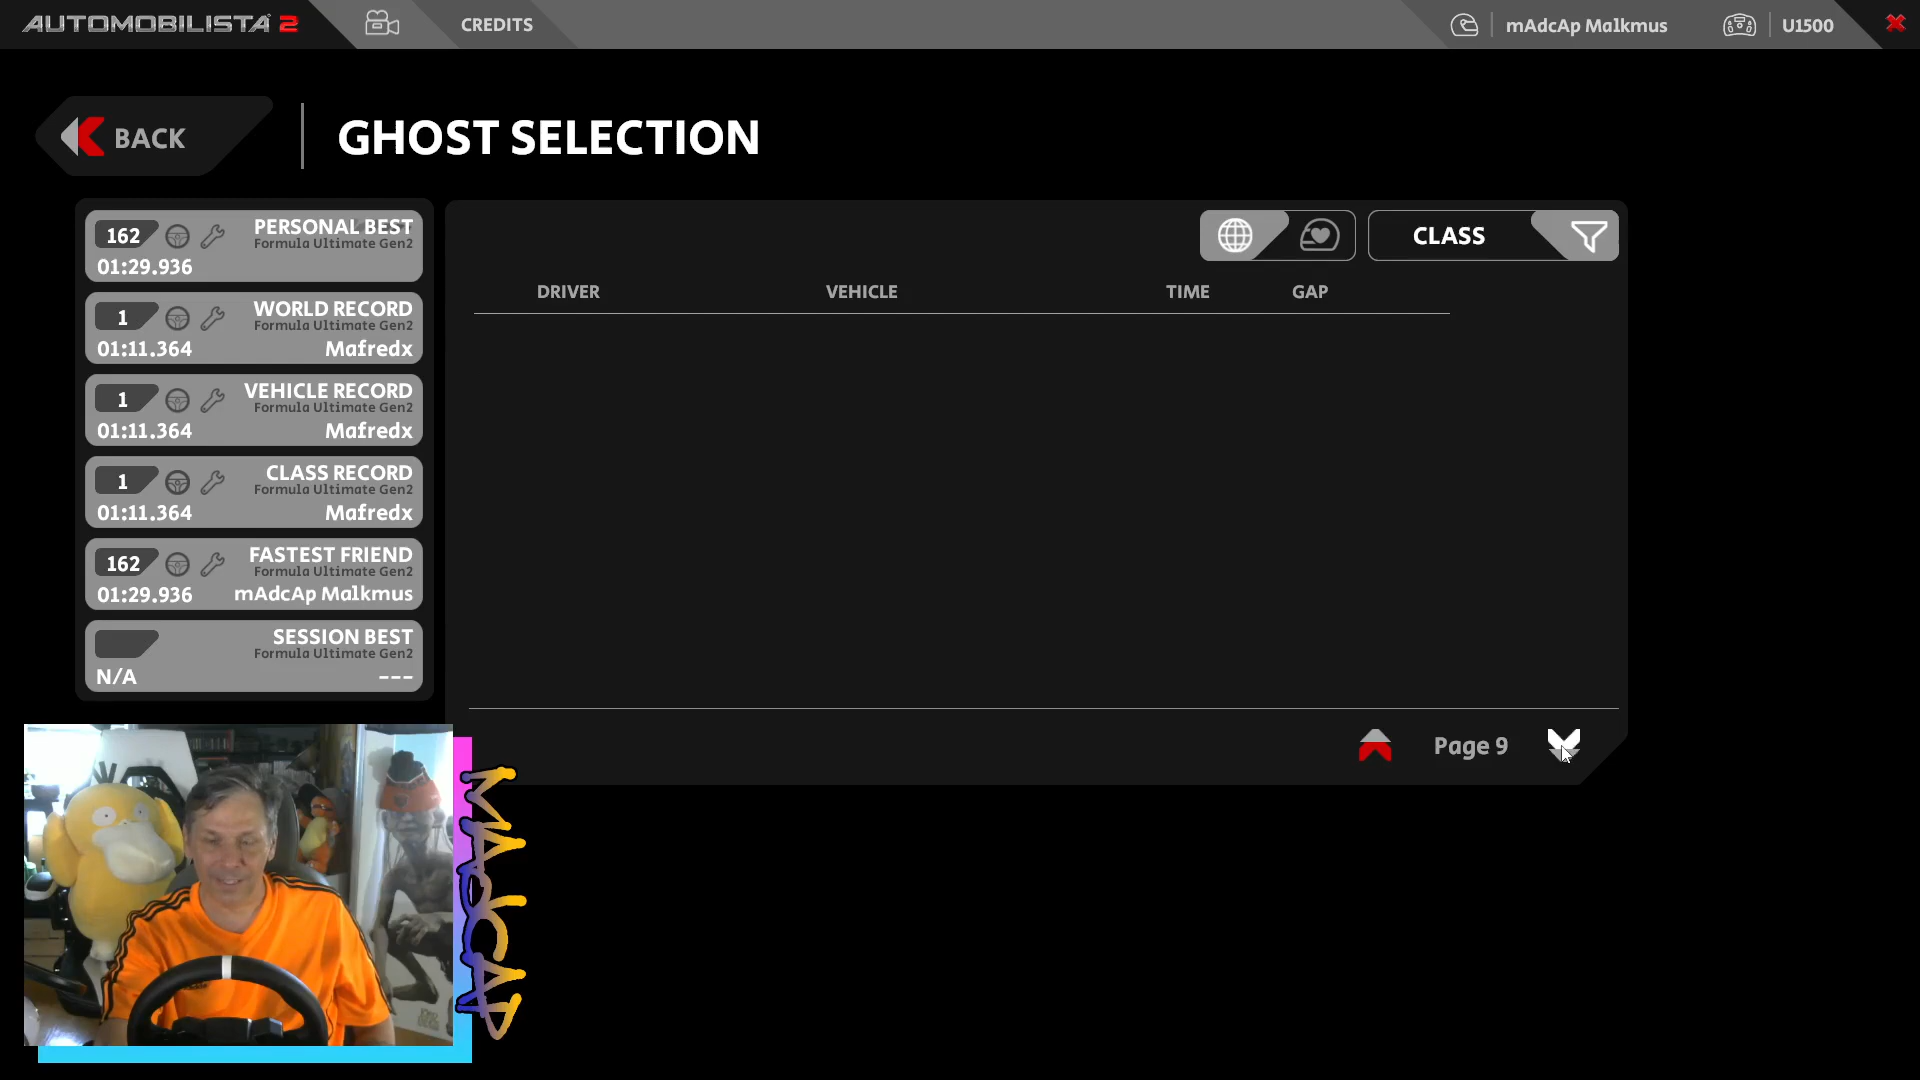 AUTOMOBILISTA 2
CREDITS
mAdcAp Malkmus
U1500
BACK
GHOST SELECTION
162
PERSONAL BEST
Formula Ultimate Gen2
01:29.936
1
WORLD RECORD
Formula Ultimate Gen2
01:11.364
Mafredx
1
VEHICLE RECORD
Formula Ultimate Gen2
01:11.364
Mafredx
1
CLASS RECORD
Formula Ultimate Gen2
01:11.364
Mafredx
162
FASTEST FRIEND
Formula Ultimate Gen2
01:29.936
mAdcAp Malkmus
SESSION BEST
Formula Ultimate Gen2
N/A
---
CLASS
DRIVER VEHICLE TIME GAP
Page 9
MADCAP